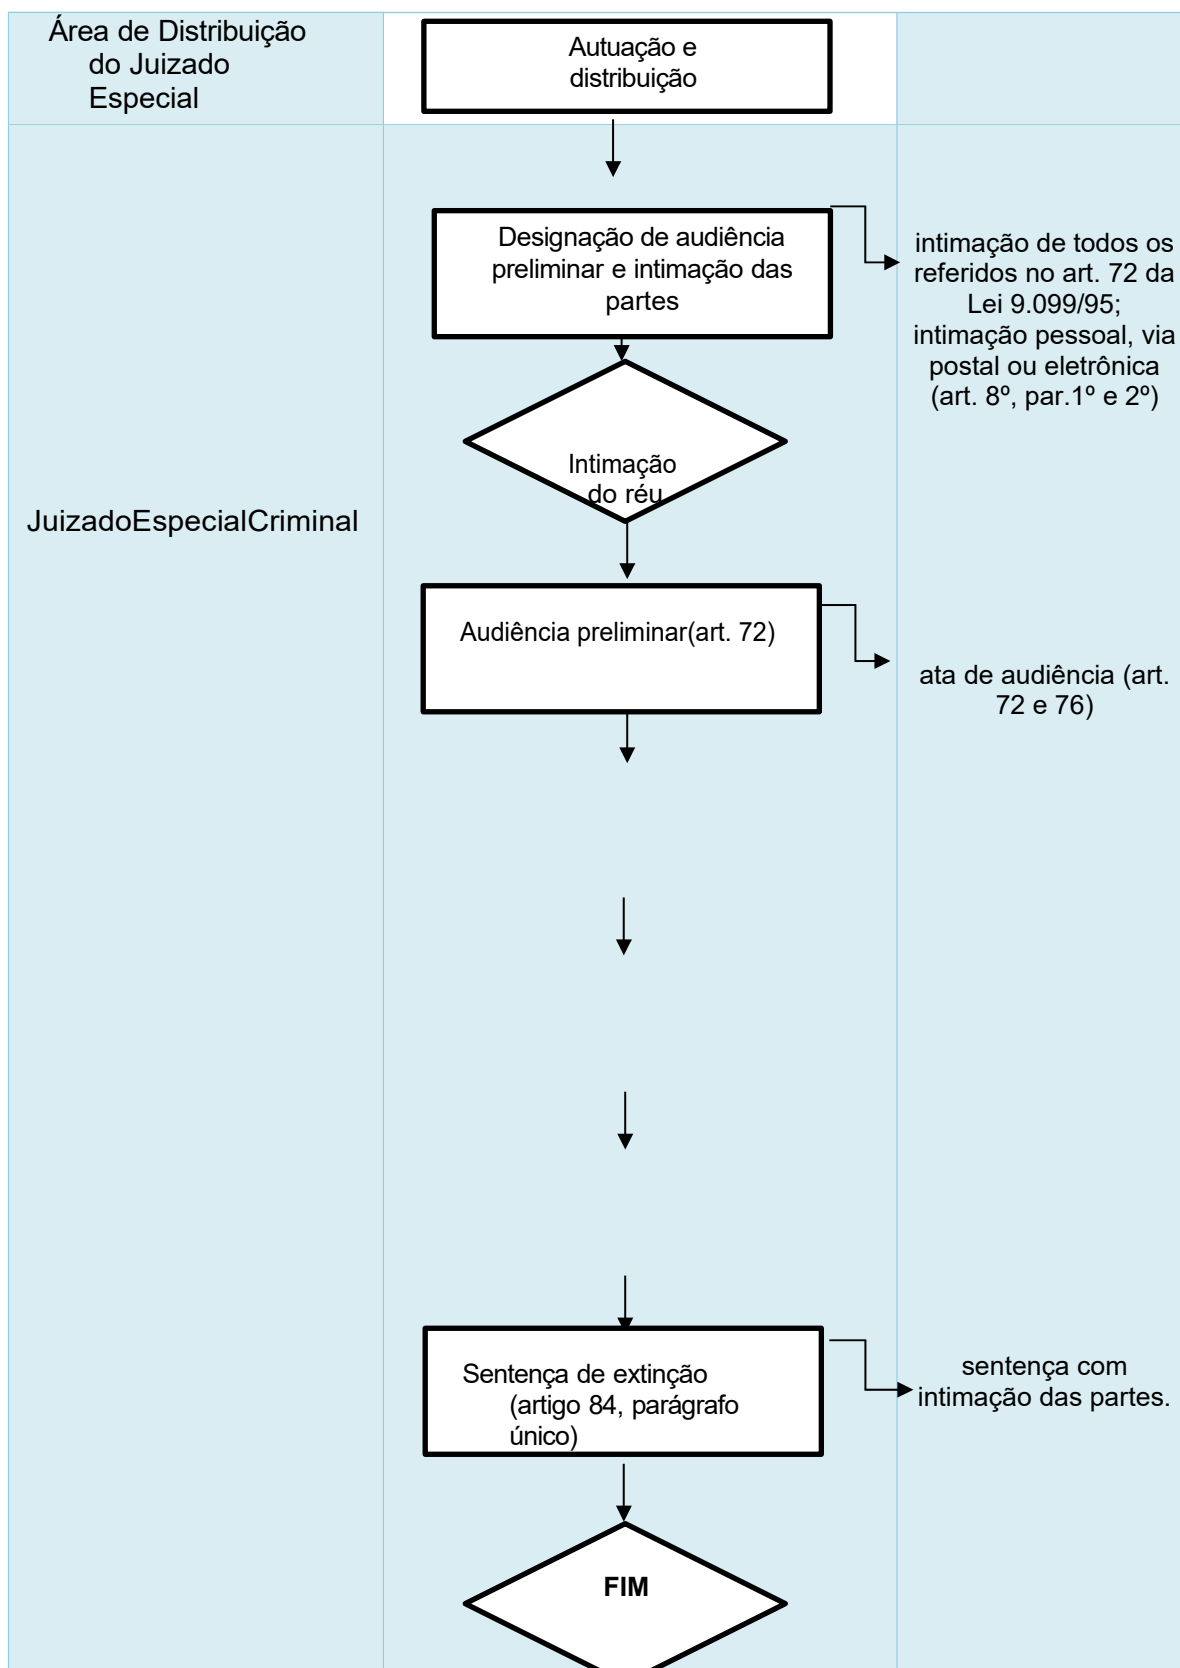 Área de Distribuição
do Juizado
Especial
Autuação e
distribuição
Designação de audiência
preliminar e intimação das
partes
intimação de todos os
referidos no art. 72 da
Lei 9.099/95;
intimação pessoal, via
postal ou eletrônica
(art. 8º, par.1º e 2º)
Intimação
do réu
JuizadoEspecialCriminal
Audiência preliminar(art. 72)
ata de audiência (art.
72 e 76)
Sentença de extinção
(artigo 84, parágrafo
único)
sentença com
intimação das partes.
FIM